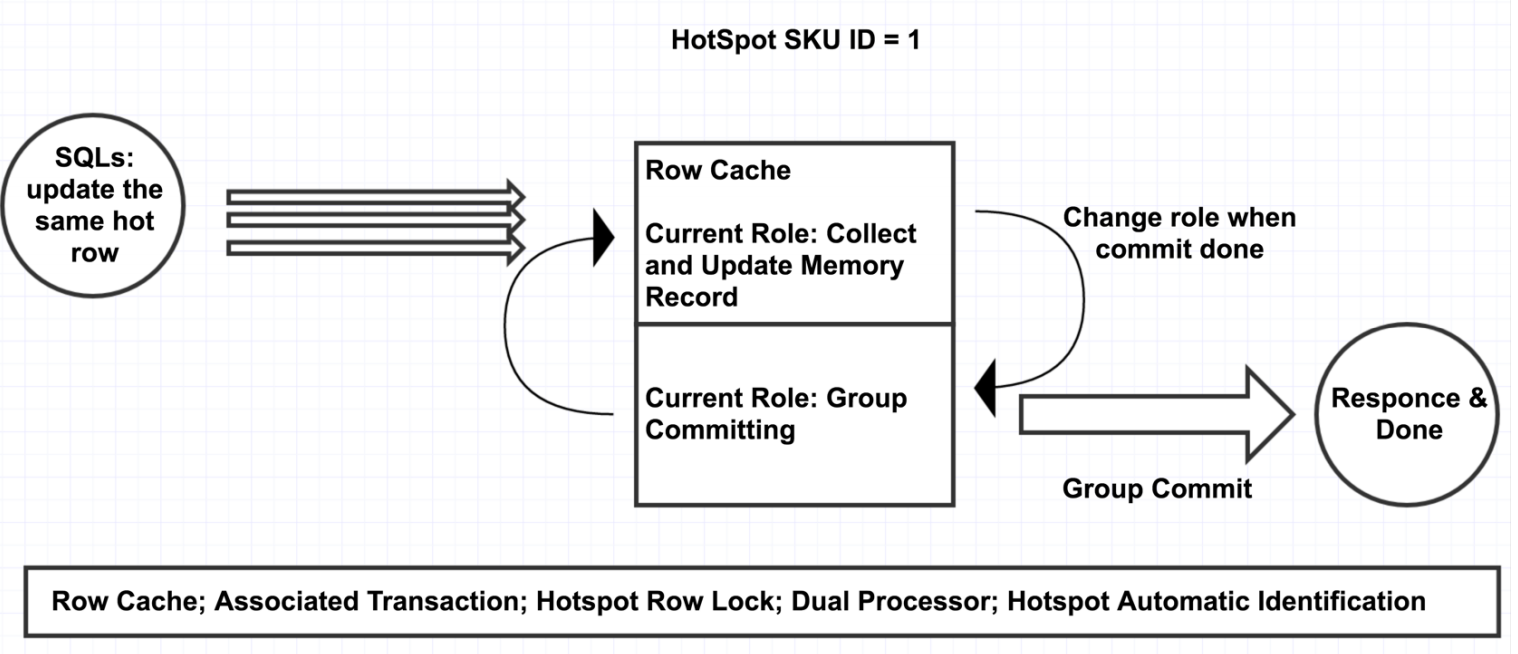 HotSpot SKU ID = 1
SQLs:
update the
same hot
row
Row Cache
Current Role: Collect
and Update Memory
Record
Change role when
commit done
Current Role: Group
Committing
Responce &
Done
Group Commit
Row Cache; Associated Transaction; Hotspot Row Lock; Dual Processor; Hotspot Automatic Identification